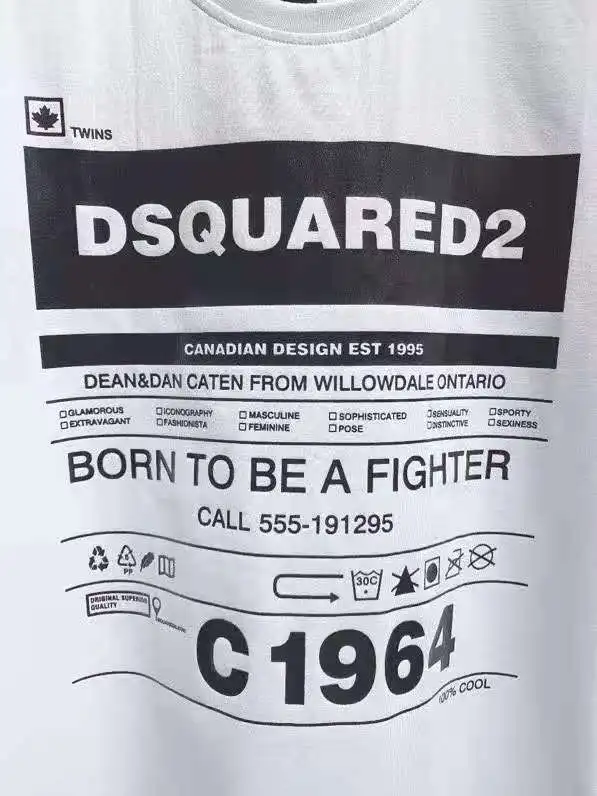 TWINS
DSQUARED2
CANADIAN DESIGN EST 1995
DEAN&DAN CATEN FROM WILLOWDALE ONTARIO
GLAMOROUS ICONOGRAPHY MASCULINE SOPHISTICATED SENSUALITY SPORTY
EXTRAVAGANT FASHIONISTA FEMININE POSE DISTINCTIVE SEXINESS
BORN TO BE A FIGHTER
CALL 555-191295
PP
30C
ORIGINAL SUPERIOR
QUALITY
C 1964
100% COOL